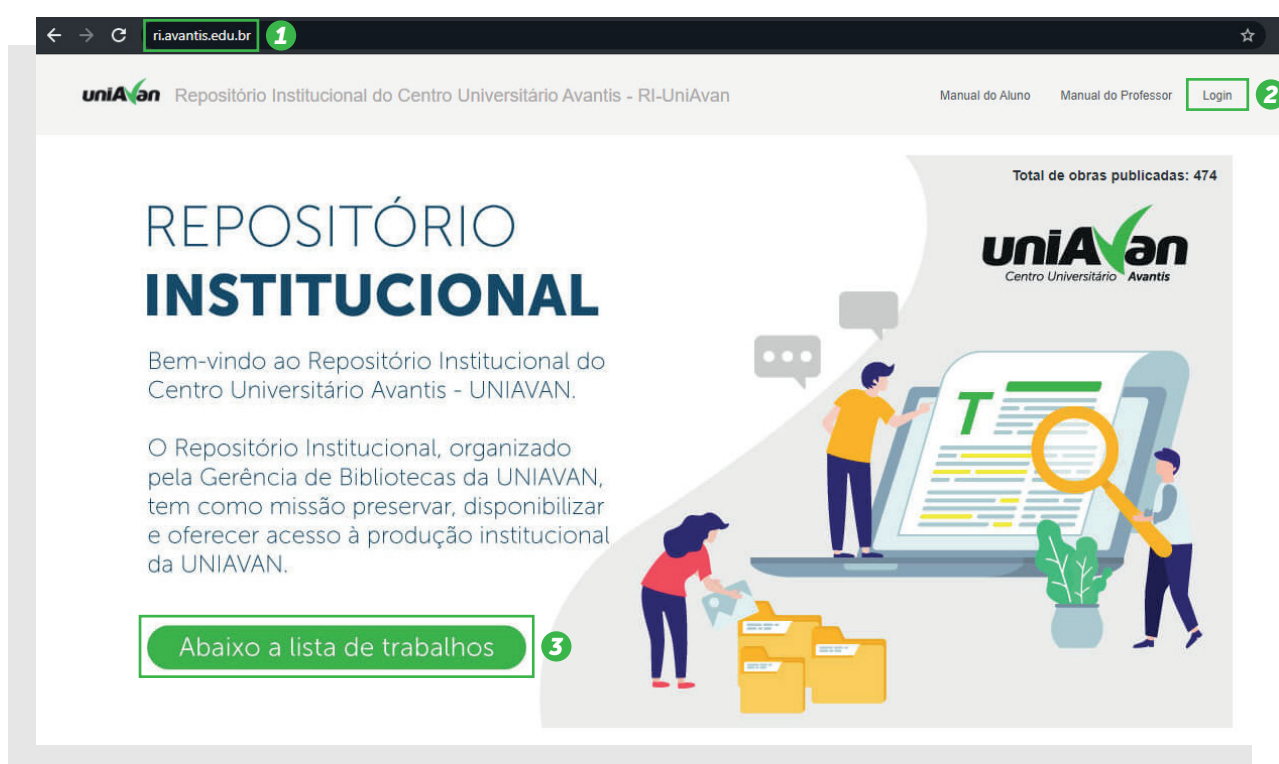 ri.avantis.edu.br 1
uniAvan Repositório Institucional do Centro Universitário Avantis - RI-UniAvan
Manual do Aluno Manual do Professor Login 2
Total de obras publicadas: 474
uniAvan
Centro Universitário Avantis
REPOSITÓRIO
INSTITUCIONAL
Bem-vindo ao Repositório Institucional do
Centro Universitário Avantis - UNIAVAN.
O Repositório Institucional, organizado
pela Gerência de Bibliotecas da UNIAVAN,
tem como missão preservar, disponibilizar
e oferecer acesso à produção institucional
da UNIAVAN.
T
Abaixo a lista de trabalhos 3